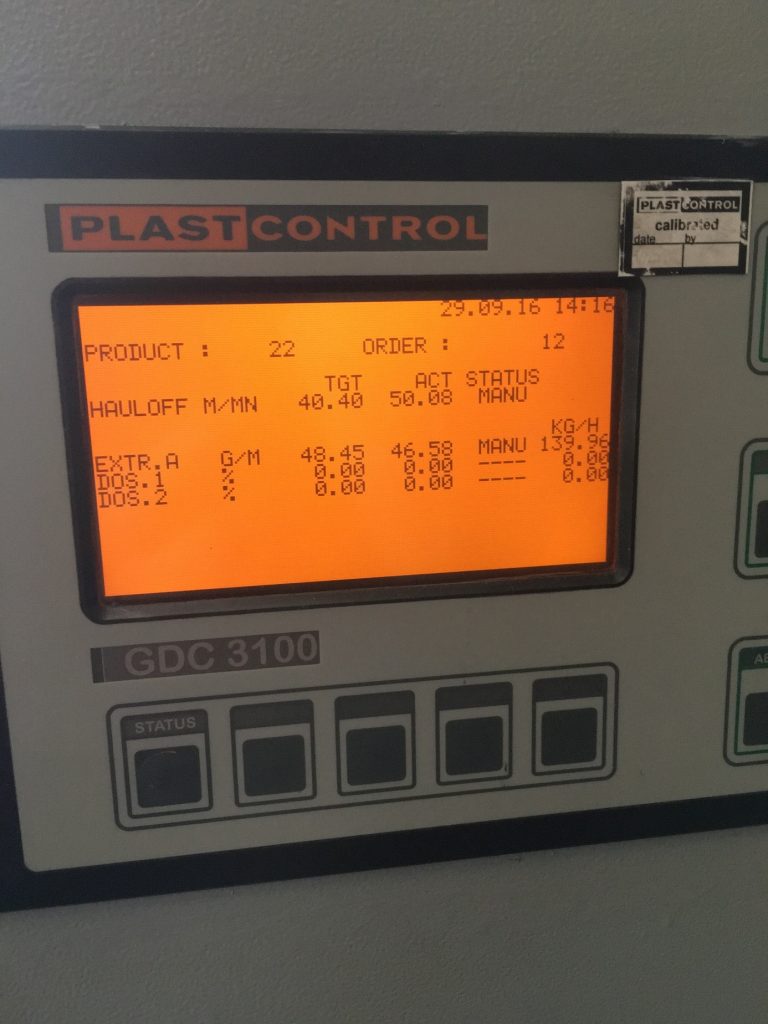 PLASTCONTROL
PLASTCONTROL
calibrated
date by
29.09.16 14:16
PRODUCT : 22 ORDER : 12
TGT ACT STATUS
HAULOFF M/MN 40.40 50.08 MANU
KG/H
EXTR.A G/M 48.45 46.58 MANU 139.96
DOS.1 % 0.00 0.00 ---- 0.00
DOS.2 % 0.00 0.00 ---- 0.00
GDC 3100
STATUS